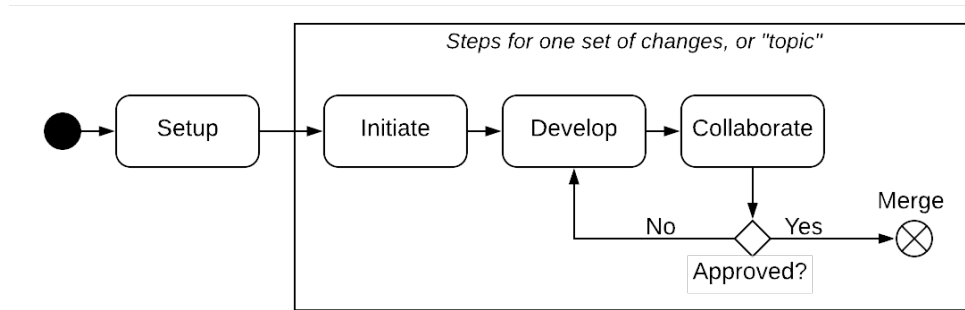 Steps for one set of changes, or "topic"
Setup
Initiate
Develop
Collaborate
Merge
No
Yes
Approved?